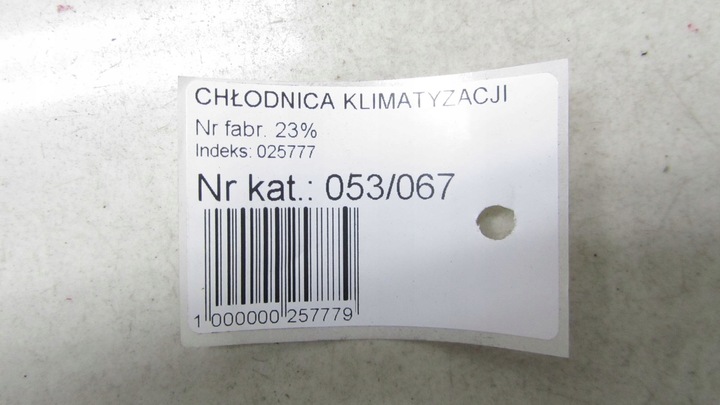 CHŁODNICA KLIMATYZACJI
Nr fabr. 23%
Indeks: 025777
Nr kat.: 053/067
1 000000 257779